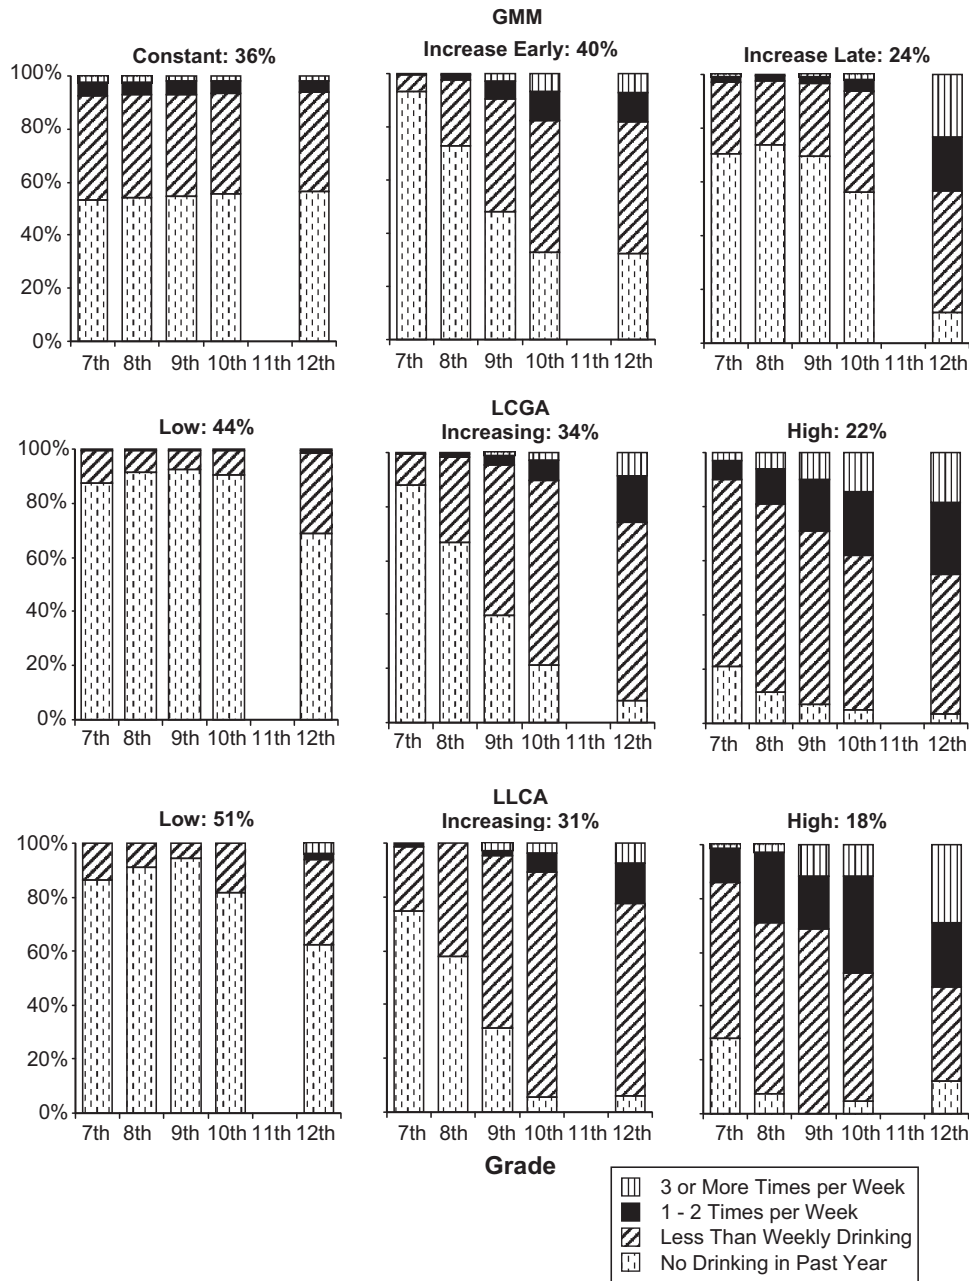 GMM
Constant: 36%
Increase Early: 40%
Increase Late: 24%
100%
80%
60%
40%
20%
0%
7th 8th 9th 10th 11th 12th
7th 8th 9th 10th 11th 12th
7th 8th 9th 10th 11th 12th
LCGA
Low: 44%
Increasing: 34%
High: 22%
100%
80%
60%
40%
20%
0%
7th 8th 9th 10th 11th 12th
7th 8th 9th 10th 11th 12th
7th 8th 9th 10th 11th 12th
LLCA
Low: 51%
Increasing: 31%
High: 18%
100%
80%
60%
40%
20%
0%
7th 8th 9th 10th 11th 12th
7th 8th 9th 10th 11th 12th
7th 8th 9th 10th 11th 12th
Grade
3 or More Times per Week
1 - 2 Times per Week
Less Than Weekly Drinking
No Drinking in Past Year